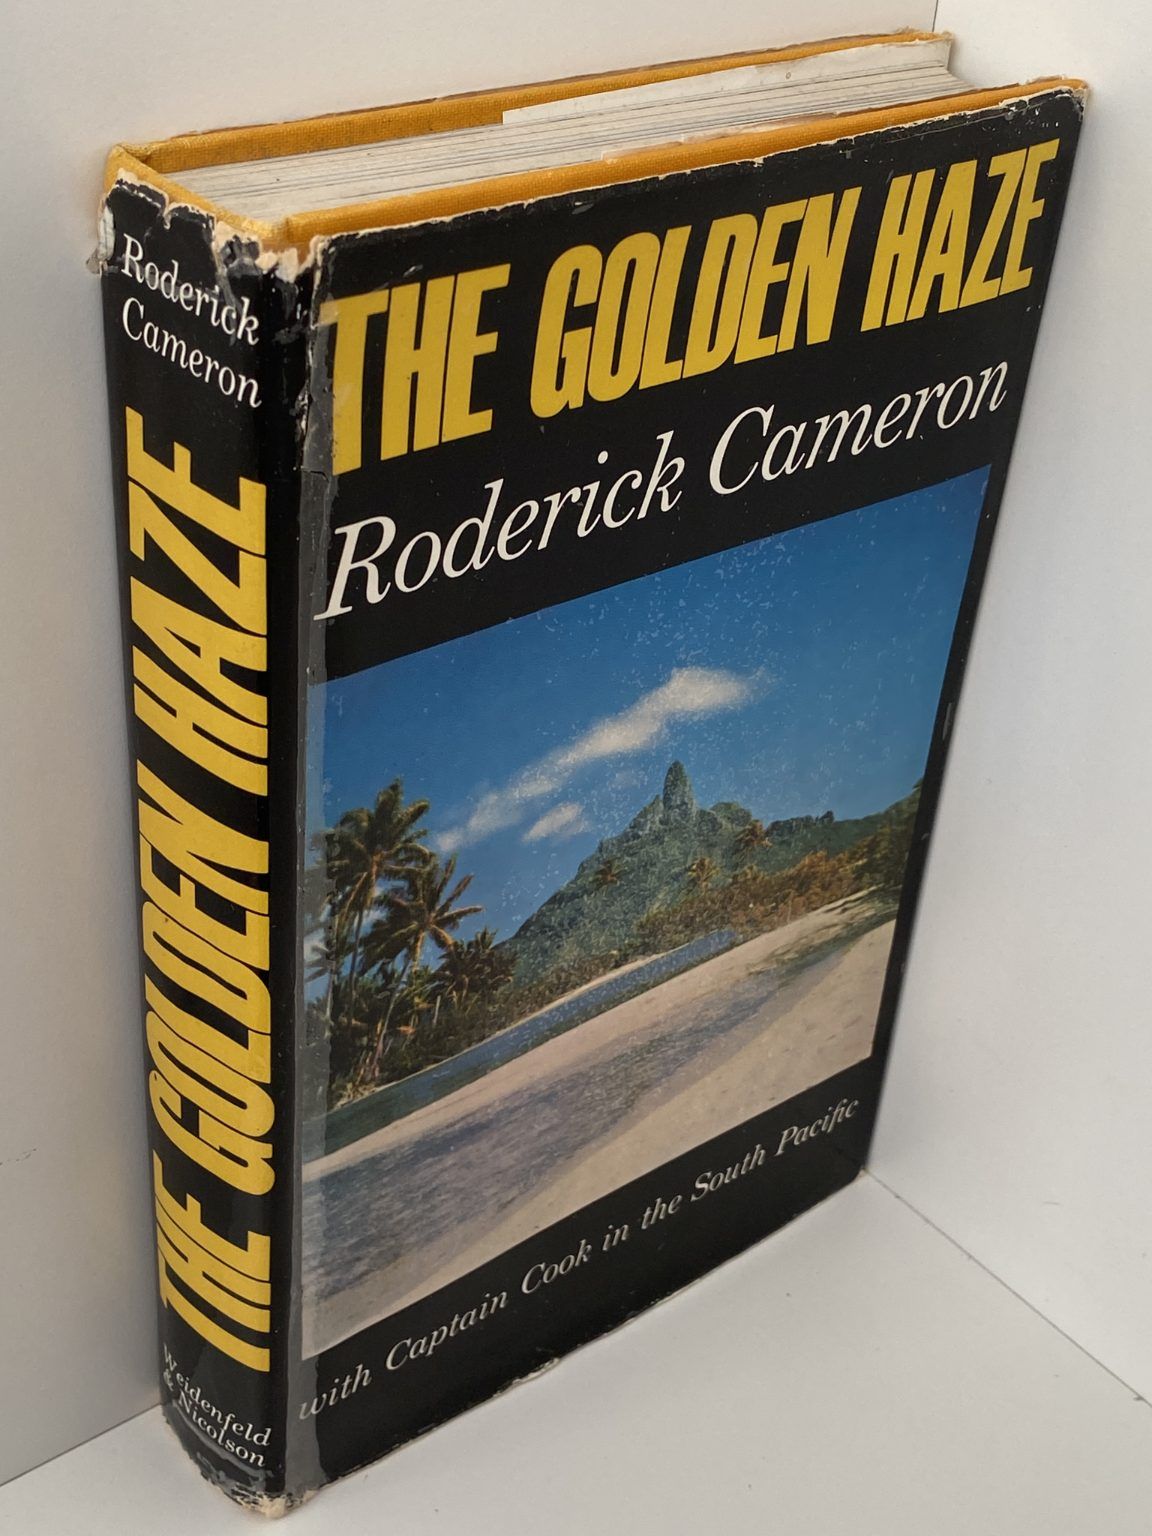 Roderick
Cameron
THE GOLDEN HAZE
Weidenfeld
& Nicolson
THE GOLDEN HAZE
Roderick Cameron
with Captain Cook in the South Pacific